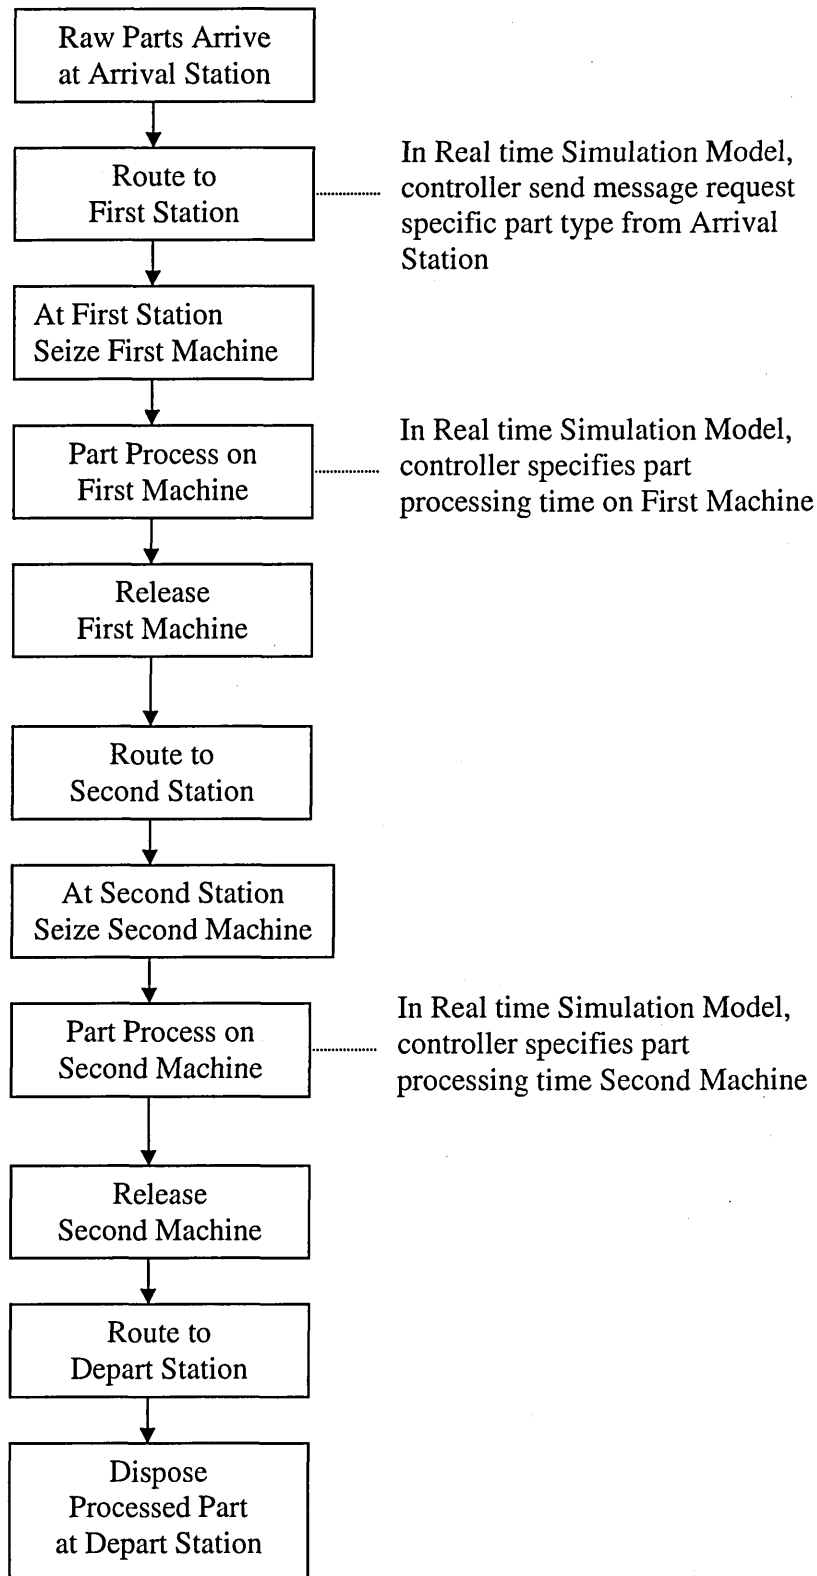 Raw Parts Arrive
at Arrival Station
Route to
First Station
In Real time Simulation Model,
controller send message request
specific part type from Arrival
Station
At First Station
Seize First Machine
Part Process on
First Machine
In Real time Simulation Model,
controller specifies part
processing time on First Machine
Release
First Machine
Route to
Second Station
At Second Station
Seize Second Machine
Part Process on
Second Machine
In Real time Simulation Model,
controller specifies part
processing time Second Machine
Release
Second Machine
Route to
Depart Station
Dispose
Processed Part
at Depart Station